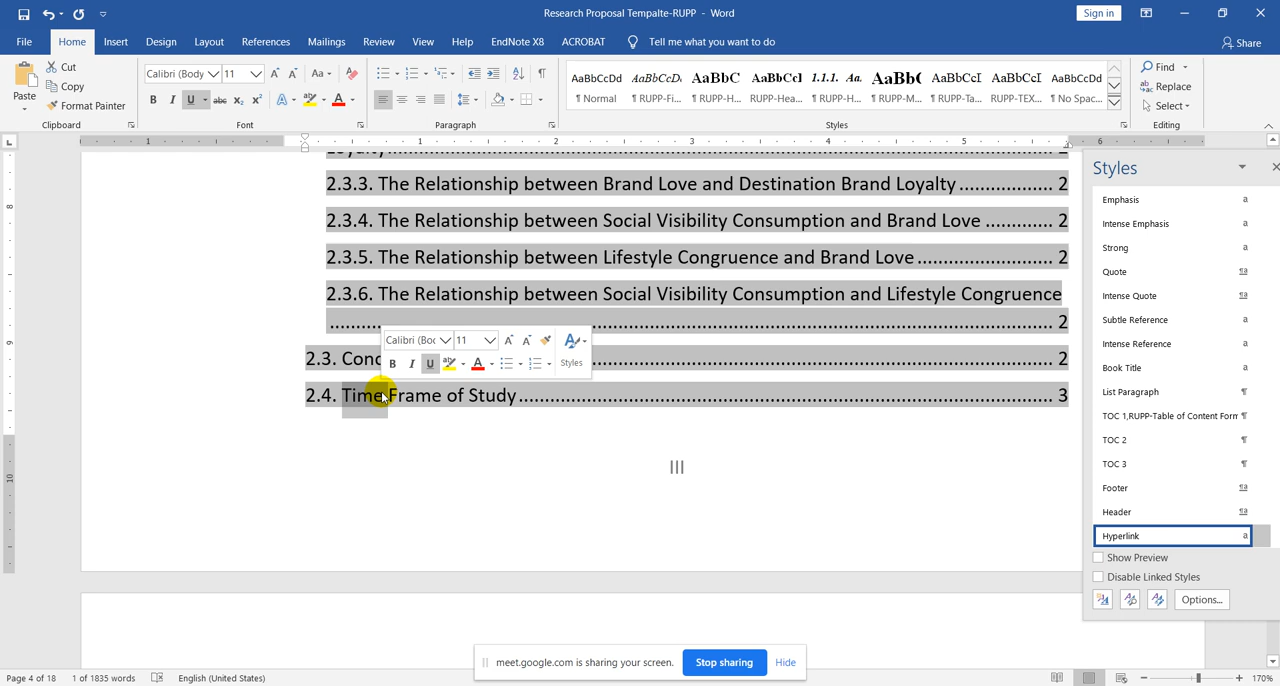 Research Proposal Tempalte-RUPP - Word
Sign in
File Home Insert Design Layout References Mailings Review View Help EndNote X8 ACROBAT Tell me what you want to do
Share
Paste
Cut
Copy
Format Painter
Clipboard
Calibri (Body 11
Font
Paragraph
AaBbCcDd AaBbCcD. AaBbC AaBbCcI 1.1.1. Aa. AaBb( AaBbCcI AaBbCcI AaBbCcDd
¶ Normal ¶ RUPP-Fi... ¶ RUPP-H... RUPP-Hea... ¶ RUPP-H... ¶ RUPP-M... ¶ RUPP-Ta... RUPP-TEX... ¶ No Spac...
Styles
Find
Replace
Select
Editing
2.3.3. The Relationship between Brand Love and Destination Brand Loyalty.................. 2
2.3.4. The Relationship between Social Visibility Consumption and Brand Love ............. 2
2.3.5. The Relationship between Lifestyle Congruence and Brand Love.......................... 2
2.3.6. The Relationship between Social Visibility Consumption and Lifestyle Congruence
2
2.3. Conc 2
2.4. Time Frame of Study 3
Calibri (Boc 11
Styles
Styles
Emphasis a
Intense Emphasis a
Strong a
Quote ¶a
Intense Quote ¶a
Subtle Reference a
Intense Reference a
Book Title a
List Paragraph ¶
TOC 1,RUPP-Table of Content Form ¶
TOC 2 ¶
TOC 3 ¶
Footer ¶a
Header ¶a
Hyperlink a
Show Preview
Disable Linked Styles
Options...
meet.google.com is sharing your screen. Stop sharing Hide
Page 4 of 18 1 of 1835 words English (United States) 170%